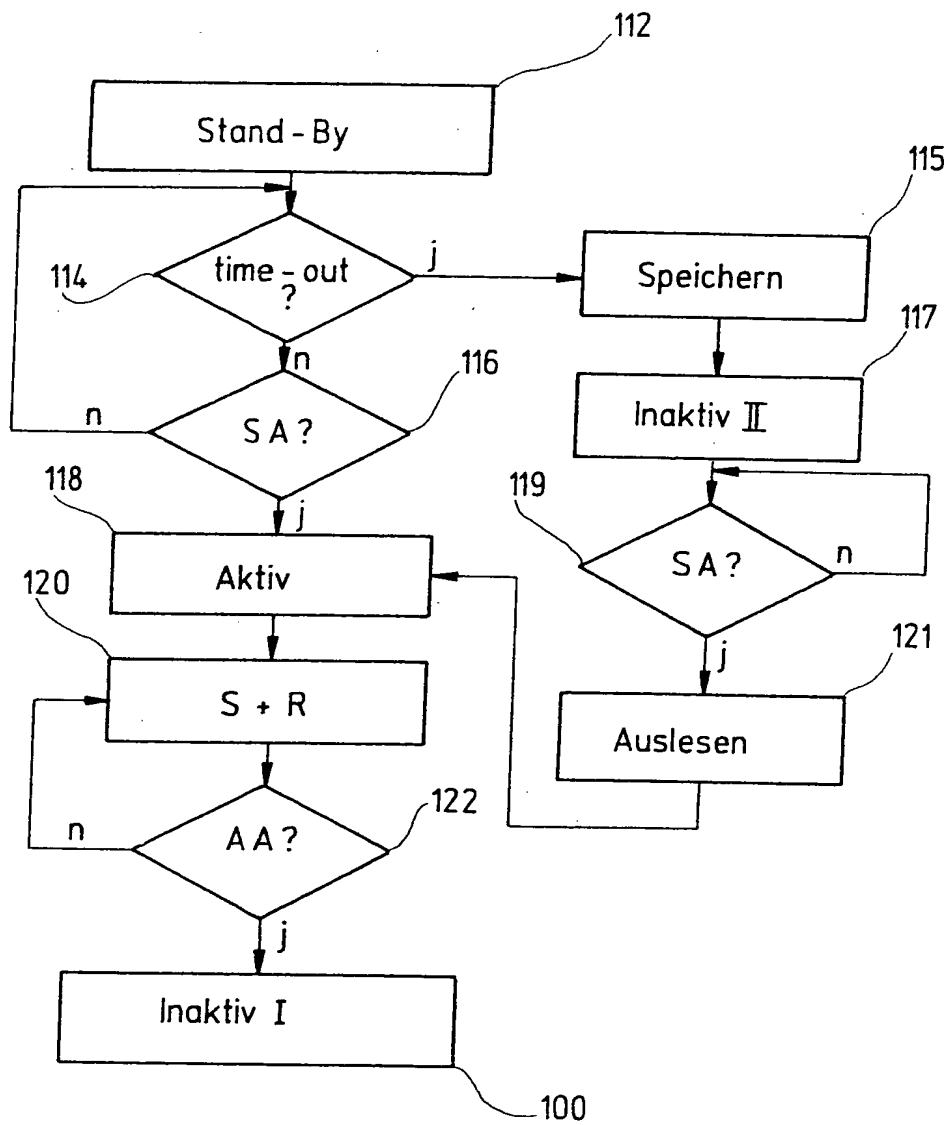 112
Stand-By
115
114
time-out
?
j
Speichern
117
n
116
n
SA?
Inaktiv II
118
j
119
SA?
n
Aktiv
120
j
121
S + R
Auslesen
n
AA?
122
j
Inaktiv I
100